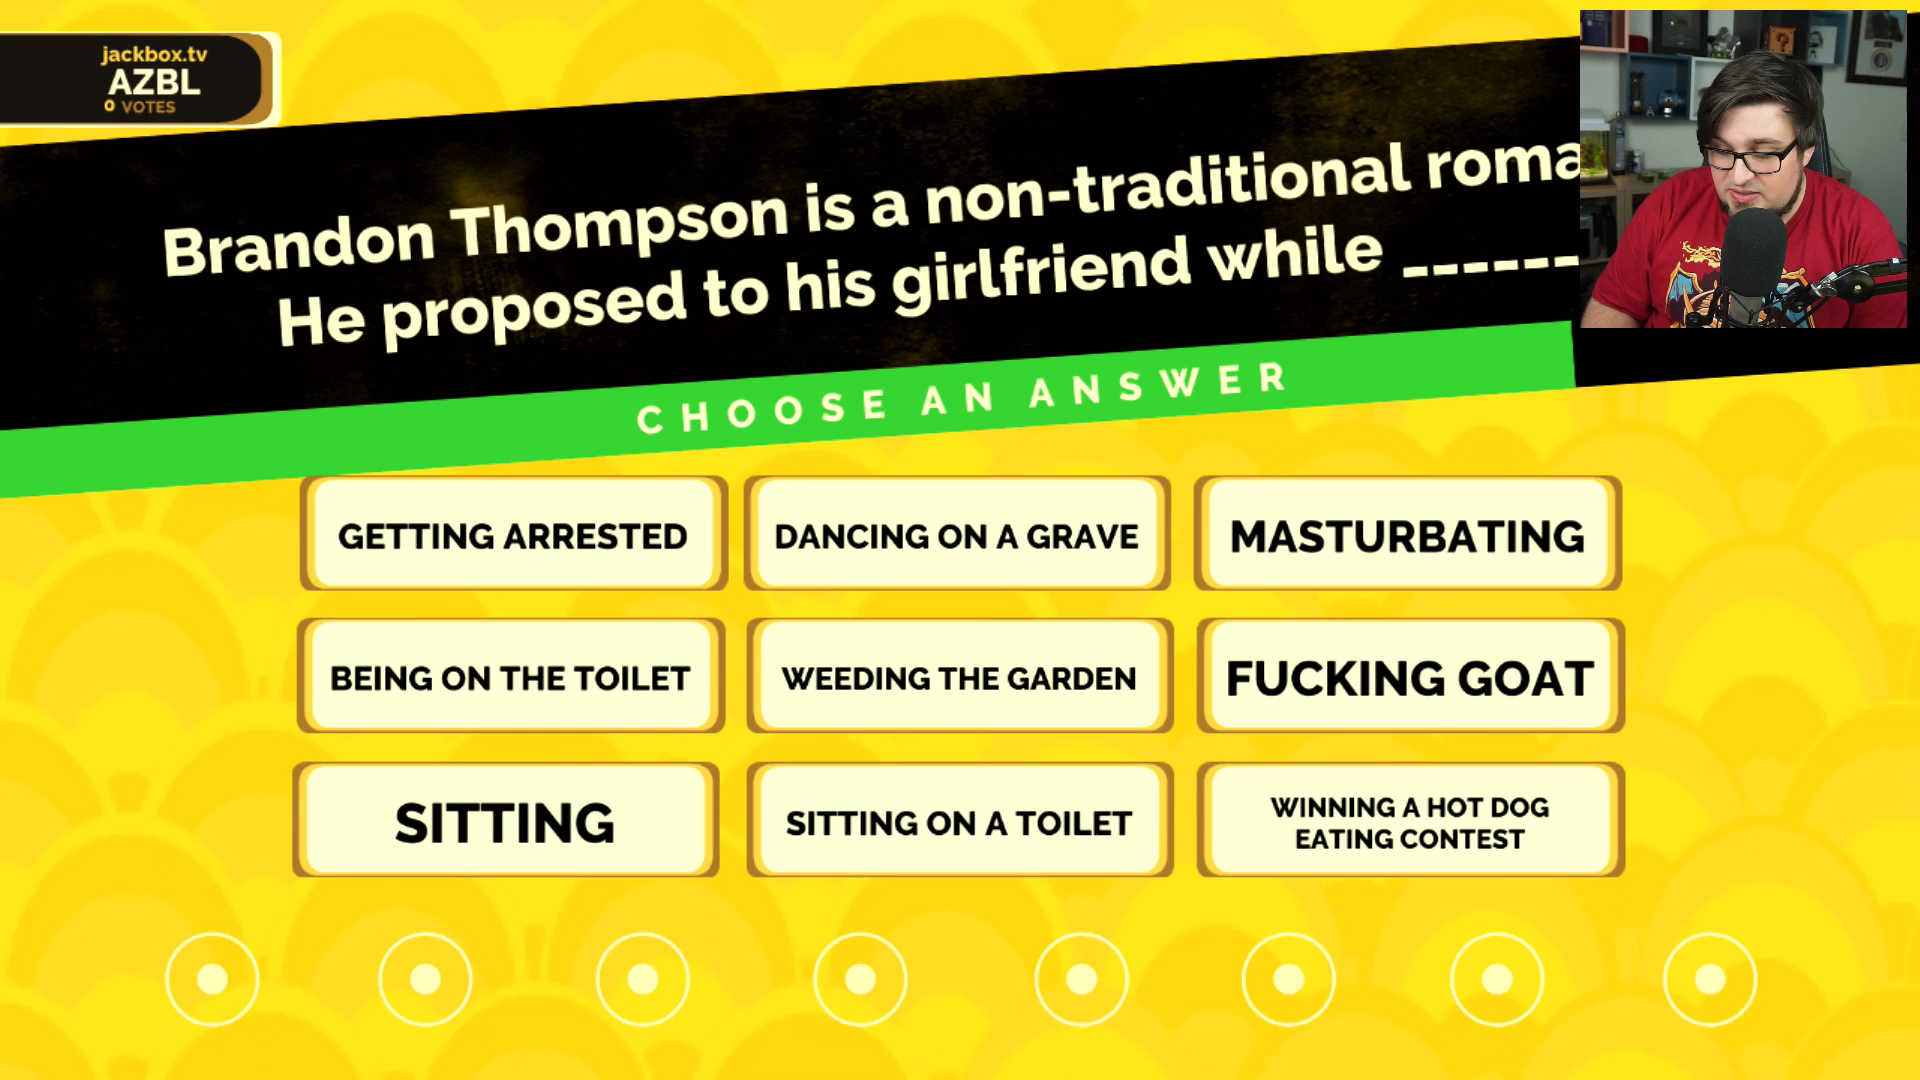 jackbox.tv
AZBL
0 VOTES
Brandon Thompson is a non-traditional roma
He proposed to his girlfriend while ______
CHOOSE AN ANSWER
GETTING ARRESTED
DANCING ON A GRAVE
MASTURBATING
BEING ON THE TOILET
WEEDING THE GARDEN
FUCKING GOAT
SITTING
SITTING ON A TOILET
WINNING A HOT DOG
EATING CONTEST